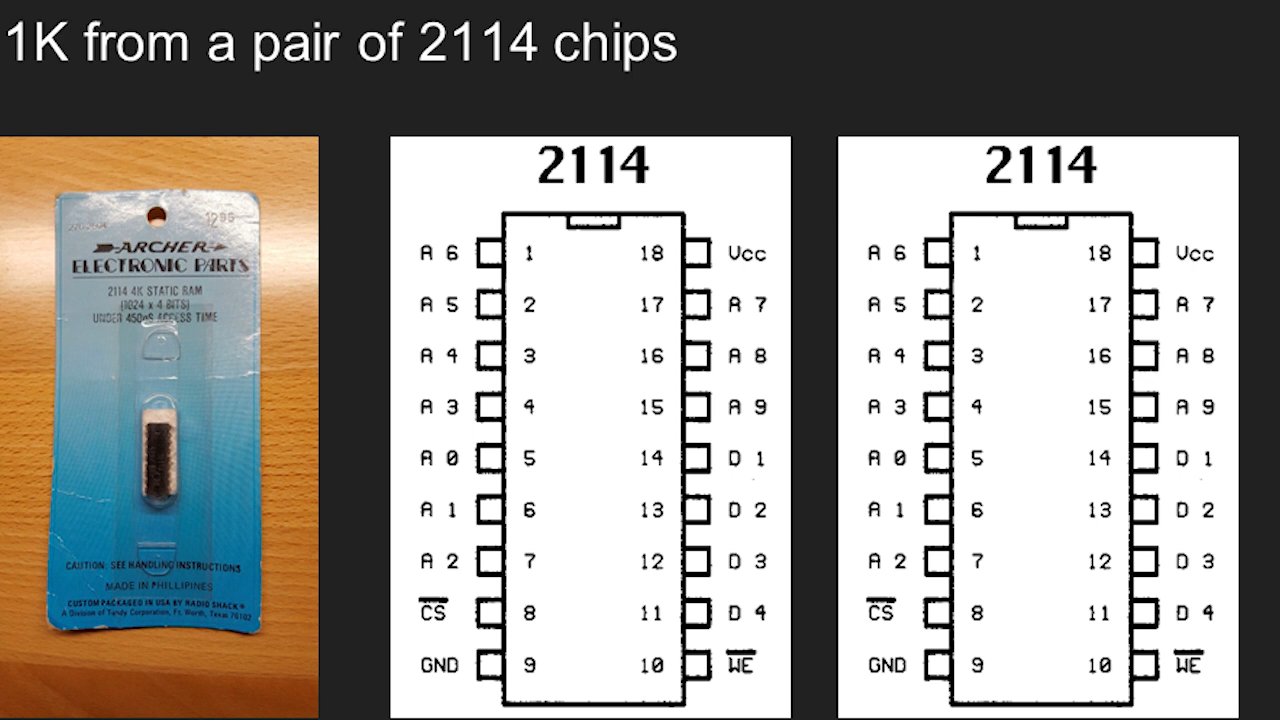 1K from a pair of 2114 chips
12.95
ARCHER
ELECTRONIC PARTS
2114 4K STATIC RAM
(1024 x 4 BITS)
UNDER 450nS ACCESS TIME
CAUTION: SEE HANDLING INSTRUCTIONS
MADE IN PHILLIPINES
CUSTOM PACKAGED IN USA BY RADIO SHACK®
A Division of Tandy Corporation, Ft. Worth, Texas 76102
2114
A 6 1 18 Vcc
A 5 2 17 A 7
A 4 3 16 A 8
A 3 4 15 A 9
A 0 5 14 D 1
A 1 6 13 D 2
A 2 7 12 D 3
CS 8 11 D 4
GND 9 10 WE
2114
A 6 1 18 Vcc
A 5 2 17 A 7
A 4 3 16 A 8
A 3 4 15 A 9
A 0 5 14 D 1
A 1 6 13 D 2
A 2 7 12 D 3
CS 8 11 D 4
GND 9 10 WE